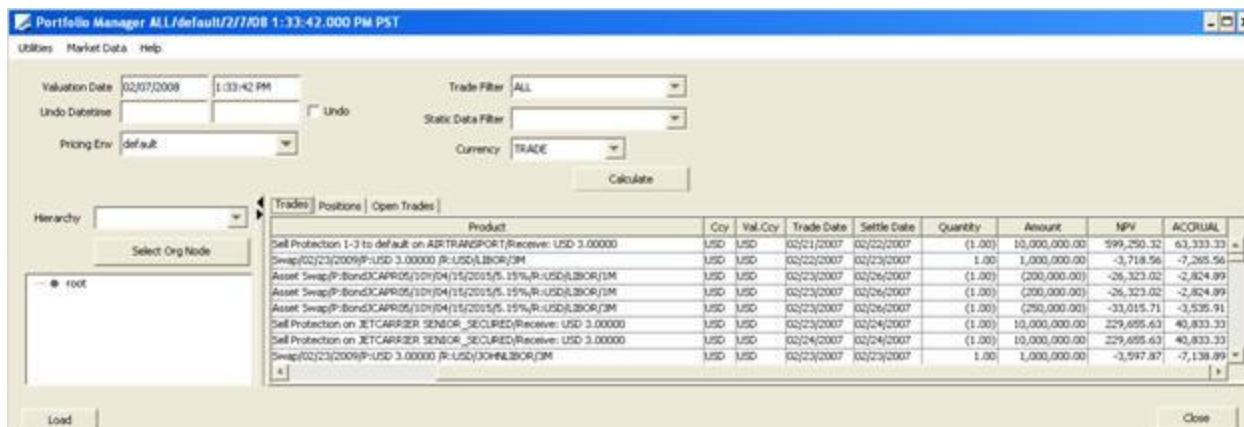 Portfolio Manager ALL/default/2/7/08 1:33:42.000 PM PST
Utilities Market Data Help
Valuation Date 02/07/2008 1:33:42 PM Trade Filter ALL
Undo Datetime Undo Static Data Filter
Pricing Env default Currency TRADE
Calculate
Hierarchy Trades Positions Open Trades
Select Org Node
root
Product Ccy Val.Ccy Trade Date Settle Date Quantity Amount NPV ACCRUAL
Sell Protection 1-3 to default on AIRTRANSPORT/Receive: USD 3.00000 USD USD 02/21/2007 02/22/2007 (1.00) 10,000,000.00 599,250.32 63,333.33
Swap/02/23/2009/P:USD 3.00000 /R:USD/LIBOR/3M USD USD 02/23/2007 02/23/2007 1.00 1,000,000.00 -3,718.56 -7,265.56
Asset Swap/P:BondJCAPR05/10Y/04/15/2015/5.15%/R:USD/LIBOR/1M USD USD 02/23/2007 02/26/2007 (1.00) (200,000.00) -26,323.02 -2,824.89
Asset Swap/P:BondJCAPR05/10Y/04/15/2015/5.15%/R:USD/LIBOR/1M USD USD 02/23/2007 02/26/2007 (1.00) (200,000.00) -26,323.02 -2,824.89
Asset Swap/P:BondJCAPR05/10Y/04/15/2015/5.15%/R:USD/LIBOR/3M USD USD 02/23/2007 02/26/2007 (1.00) (250,000.00) -33,015.71 -3,535.91
Sell Protection on JETCARRIER SENIOR_SECURED/Receive: USD 3.00000 USD USD 02/23/2007 02/24/2007 (1.00) 10,000,000.00 229,655.63 40,833.33
Sell Protection on JETCARRIER SENIOR_SECURED/Receive: USD 3.00000 USD USD 02/23/2007 02/24/2007 (1.00) 10,000,000.00 229,655.63 40,833.33
Swap/02/23/2009/P:USD 3.00000 /R:USD/JOHNLIBOR/3M USD USD 02/23/2007 02/23/2007 1.00 1,000,000.00 -3,597.87 -7,138.89
Load Close